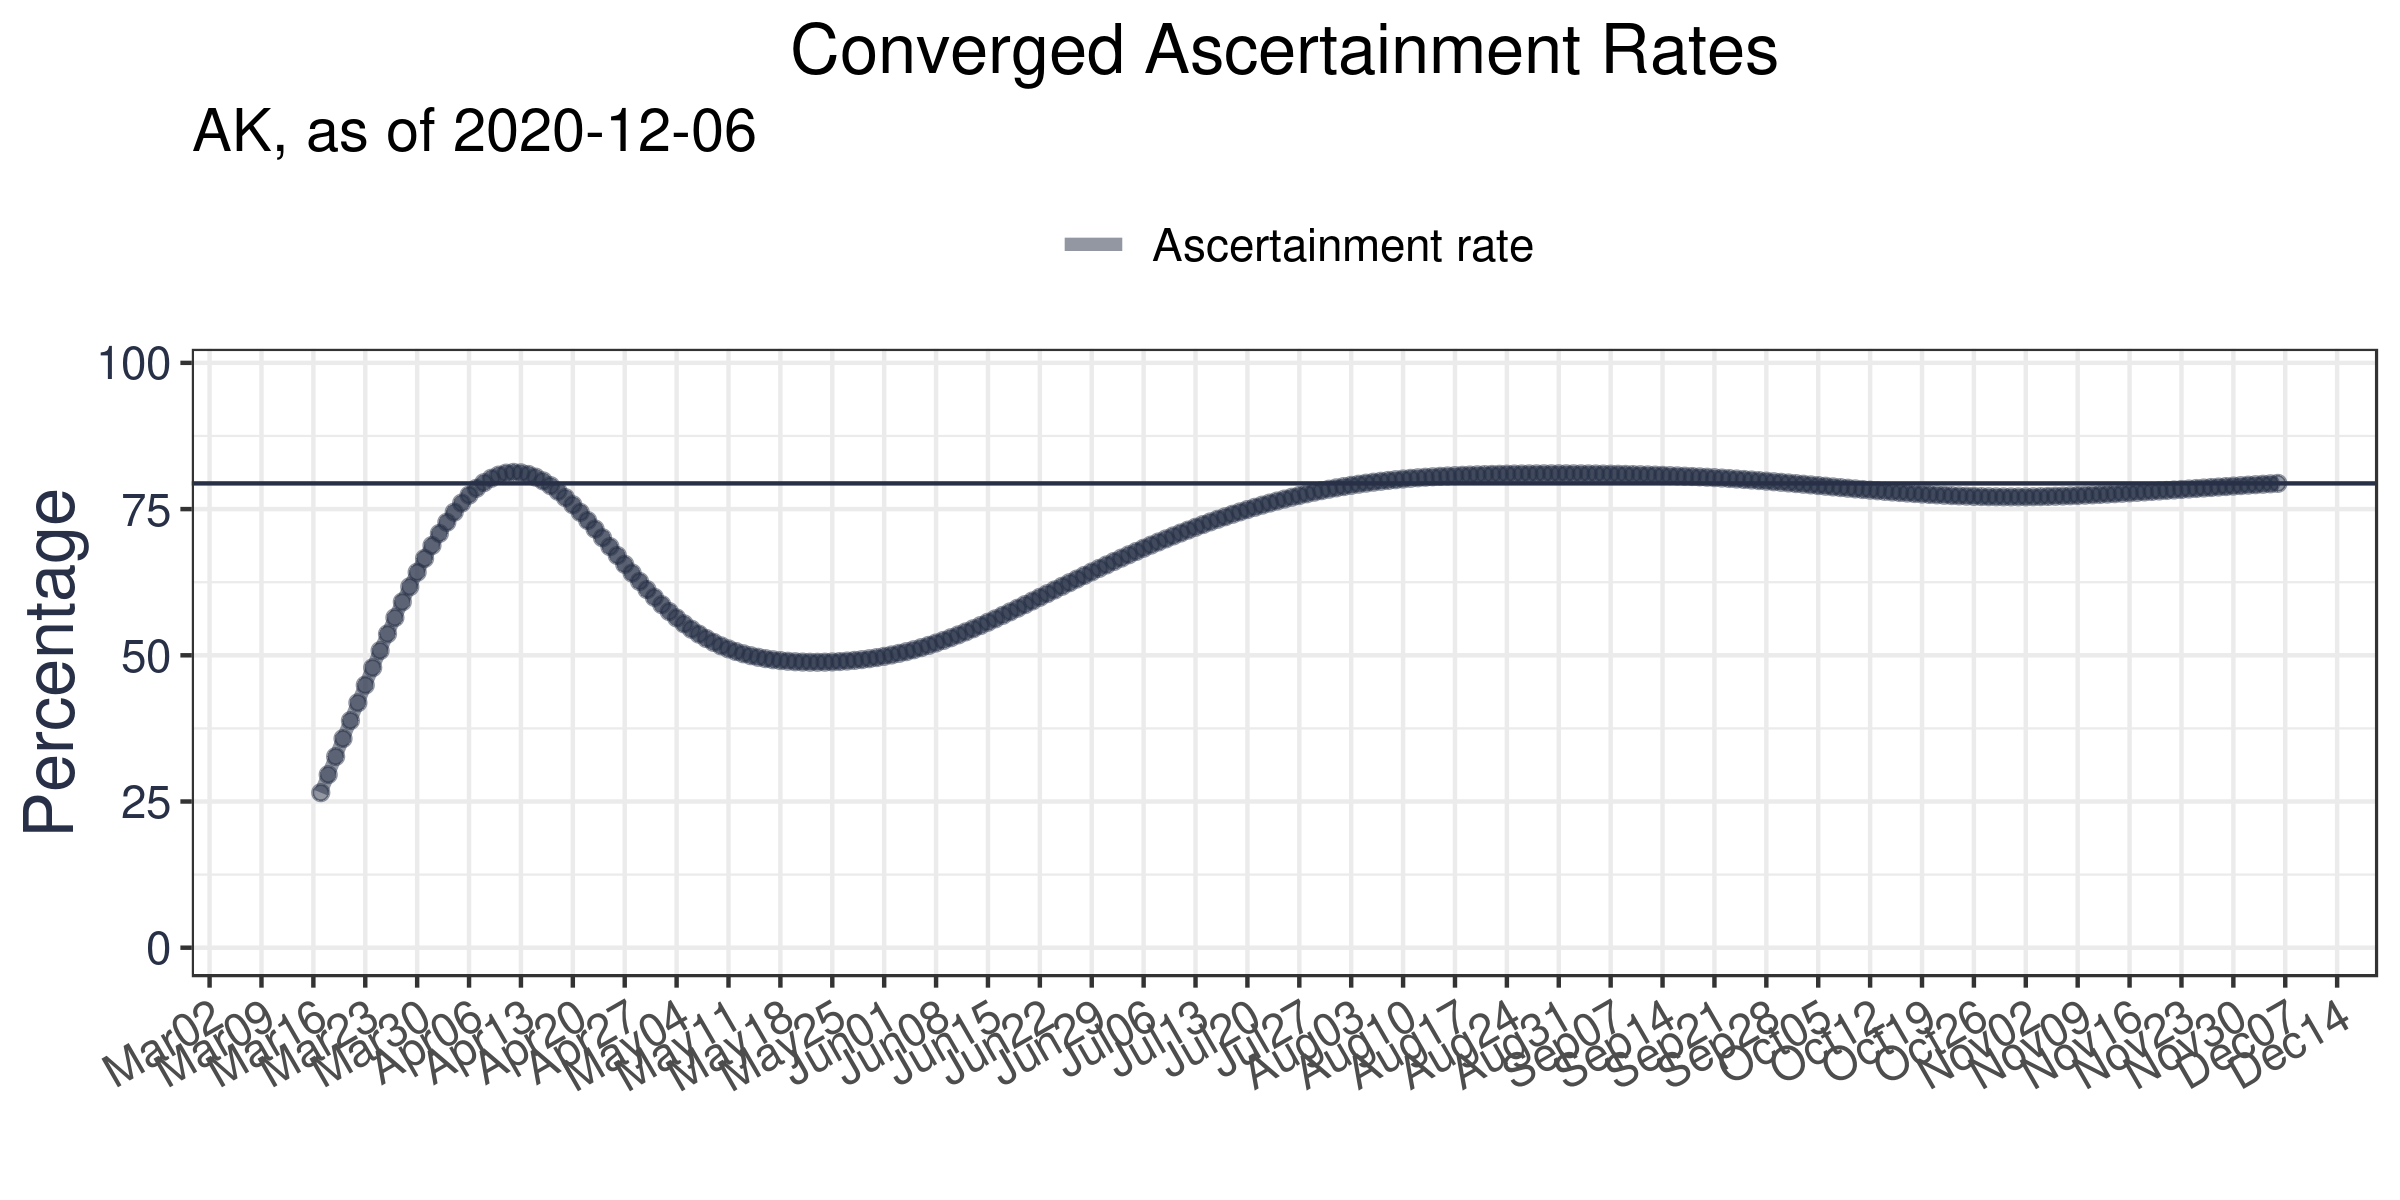 Converged Ascertainment Rates
AK, as of 2020-12-06
Ascertainment rate
Percentage
100
75
50
25
0
Mar02
Mar09
Mar16
Mar23
Mar30
Apr06
Apr13
Apr20
Apr27
May04
May11
May18
May25
Jun01
Jun08
Jun15
Jun22
Jun29
Jul06
Jul13
Jul20
Jul27
Aug03
Aug10
Aug17
Aug24
Aug31
Sep07
Sep14
Sep21
Sep28
Oct05
Oct12
Oct19
Oct26
Nov02
Nov09
Nov16
Nov23
Nov30
Dec07
Dec14